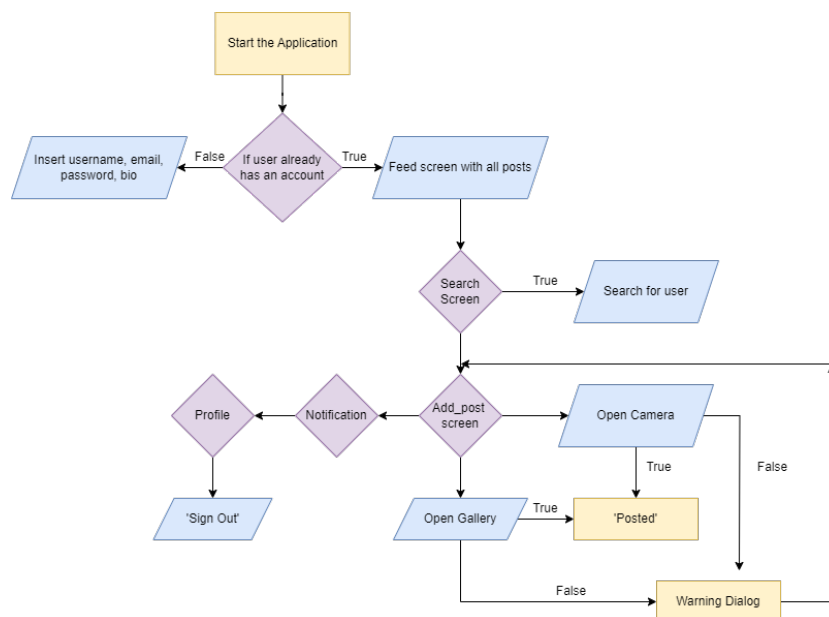 Start the Application
Insert username, email,
password, bio
False
If user already
has an account
True
Feed screen with all posts
Search
Screen
True
Search for user
Profile
Notification
Add_post
screen
Open Camera
True
False
'Sign Out'
Open Gallery
True
'Posted'
False
Warning Dialog